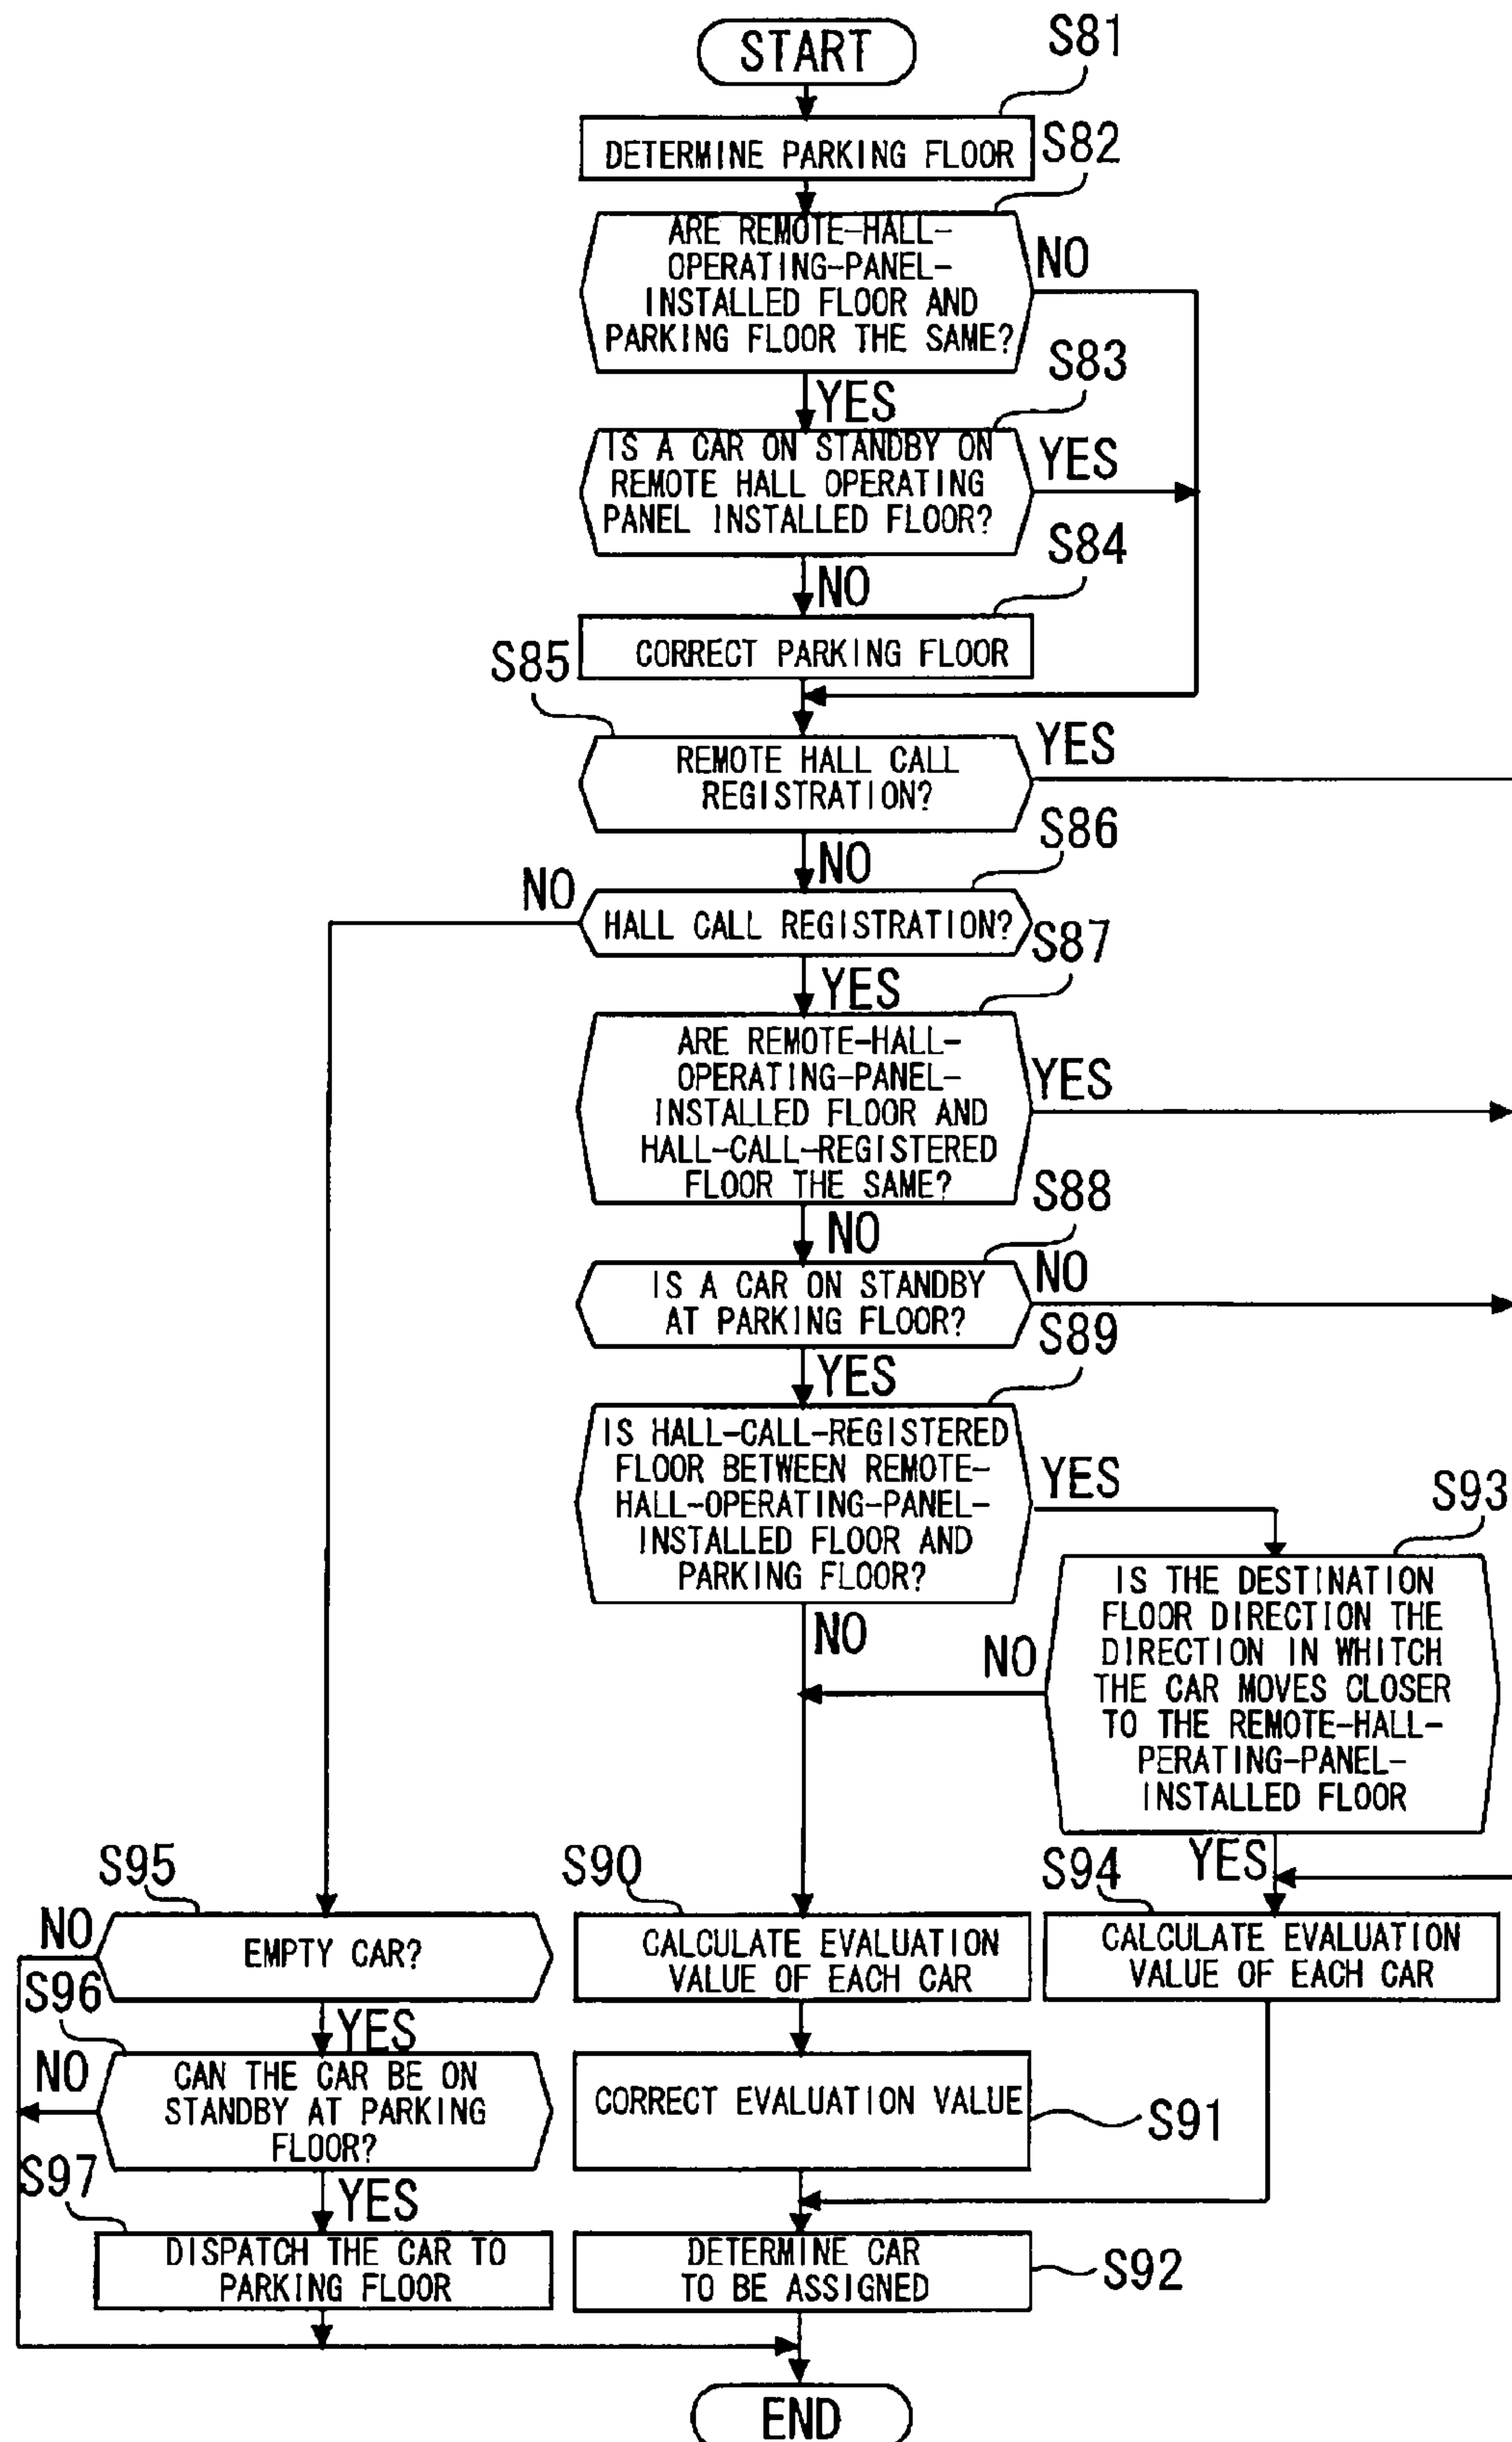 START
S81
DETERMINE PARKING FLOOR
S82
ARE REMOTE-HALL-
OPERATING-PANEL-
INSTALLED FLOOR AND
PARKING FLOOR THE SAME?
NO
YES
S83
IS A CAR ON STANDBY ON
REMOTE HALL OPERATING
PANEL INSTALLED FLOOR?
YES
NO
S84
CORRECT PARKING FLOOR
S85
REMOTE HALL CALL
REGISTRATION?
YES
NO
S86
NO
HALL CALL REGISTRATION?
YES
S87
ARE REMOTE-HALL-
OPERATING-PANEL-
INSTALLED FLOOR AND
HALL-CALL-REGISTERED
FLOOR THE SAME?
YES
NO
S88
IS A CAR ON STANDBY
AT PARKING FLOOR?
NO
YES
S89
IS HALL-CALL-REGISTERED
FLOOR BETWEEN REMOTE-
HALL-OPERATING-PANEL-
INSTALLED FLOOR AND
PARKING FLOOR?
YES
NO
S93
IS THE DESTINATION
FLOOR DIRECTION THE
DIRECTION IN WHITCH
THE CAR MOVES CLOSER
TO THE REMOTE-HALL-
PERATING-PANEL-
INSTALLED FLOOR
NO
YES
S95
EMPTY CAR?
NO
YES
S96
CAN THE CAR BE ON
STANDBY AT PARKING
FLOOR?
NO
YES
S97
DISPATCH THE CAR TO
PARKING FLOOR
S90
CALCULATE EVALUATION
VALUE OF EACH CAR
S94
CALCULATE EVALUATION
VALUE OF EACH CAR
CORRECT EVALUATION VALUE
S91
DETERMINE CAR
TO BE ASSIGNED
S92
END